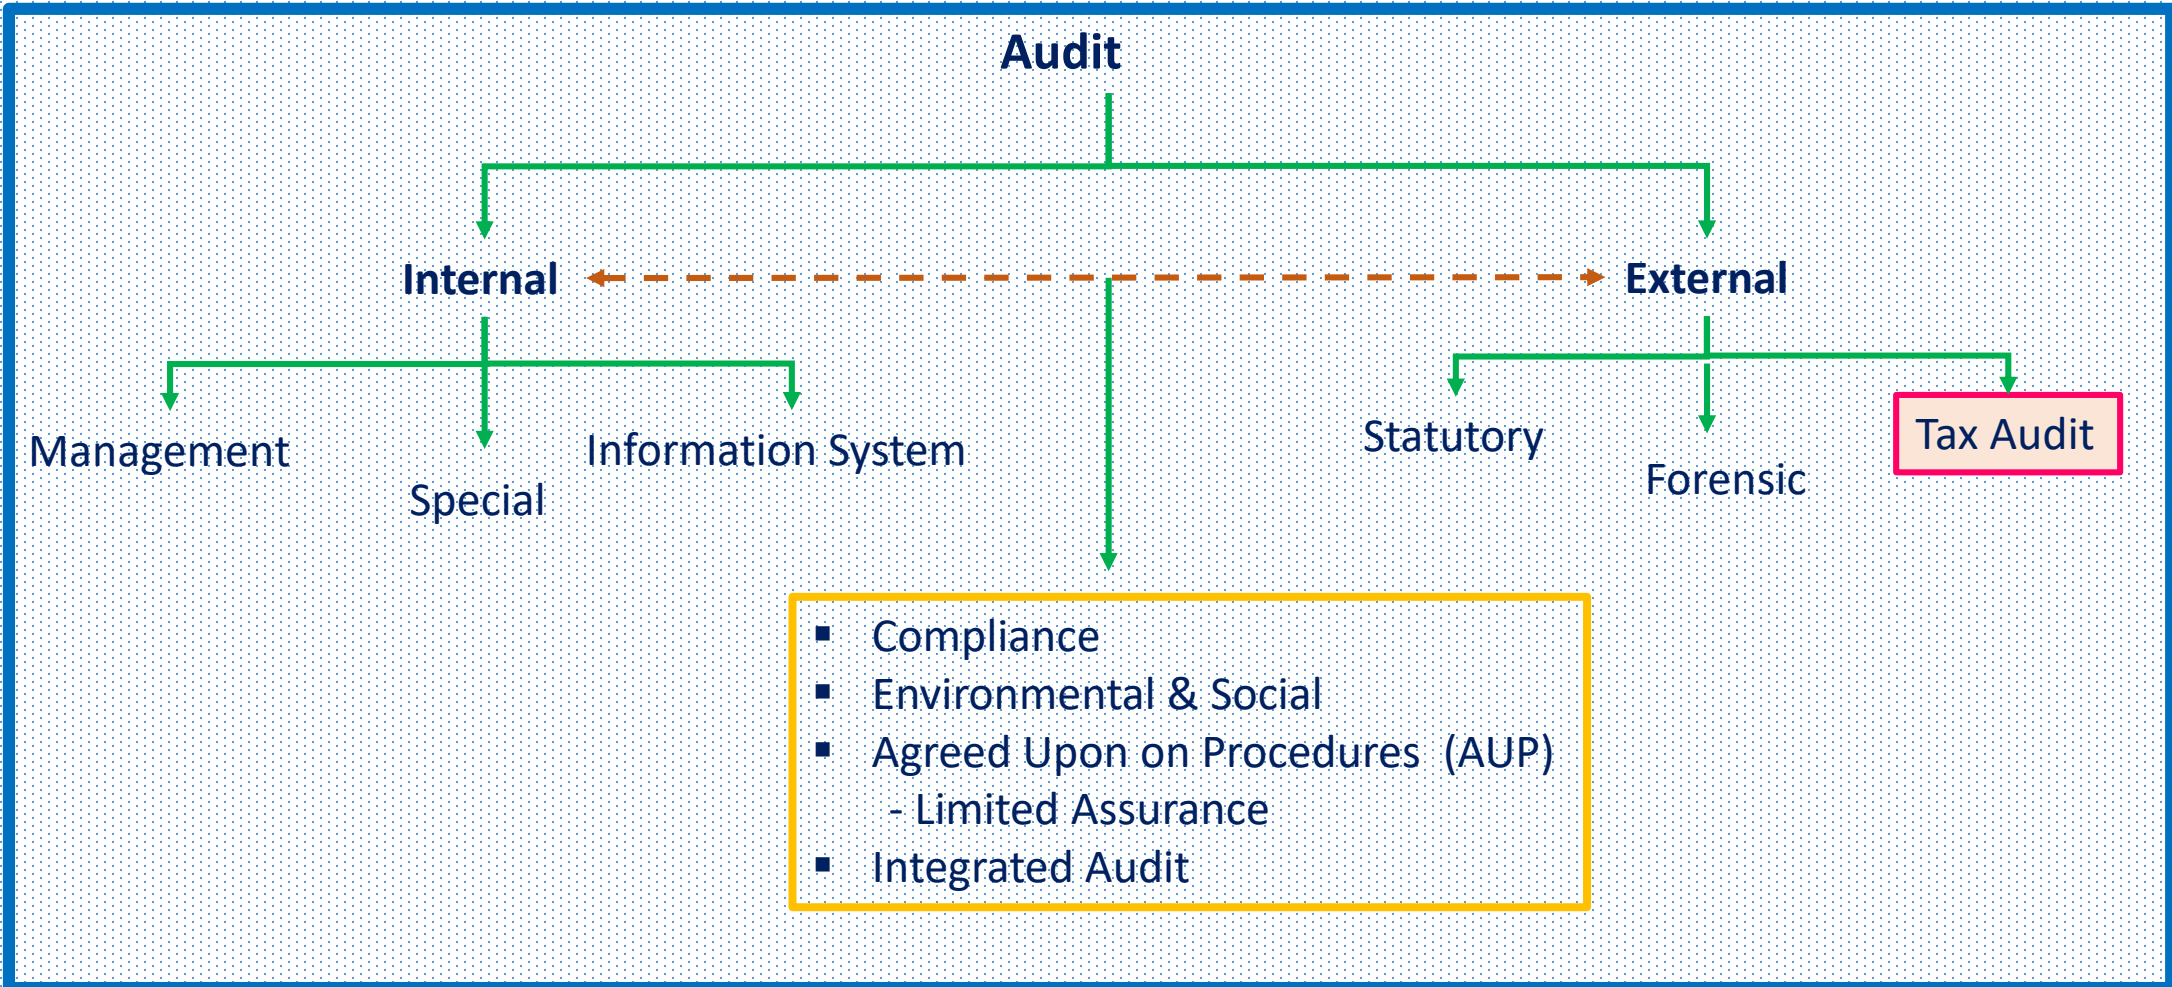 Audit
Internal
External
Management
Special
Information System
Statutory
Forensic
Tax Audit
▪ Compliance
▪ Environmental & Social
▪ Agreed Upon on Procedures (AUP)
- Limited Assurance
▪ Integrated Audit